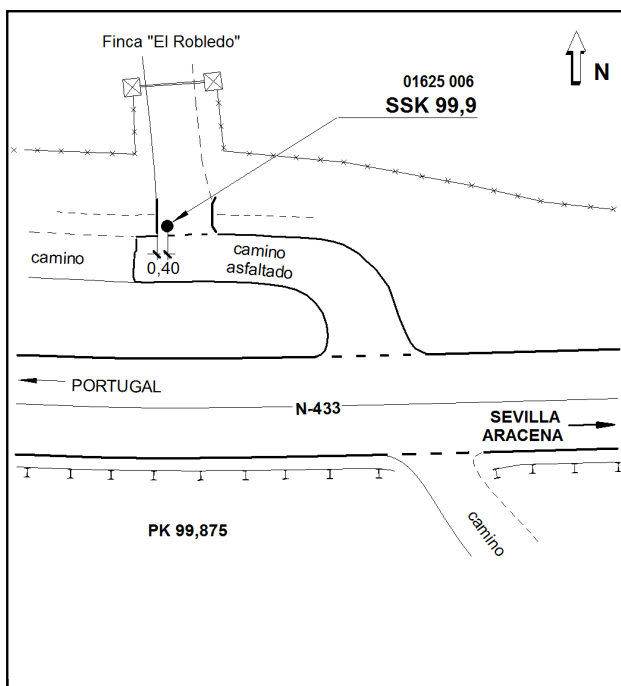 Finca "El Robledo"
N
01625 006
SSK 99,9
camino
asfaltado
camino
0,40
PORTUGAL
N-433
SEVILLA
ARACENA
PK 99,875
camino